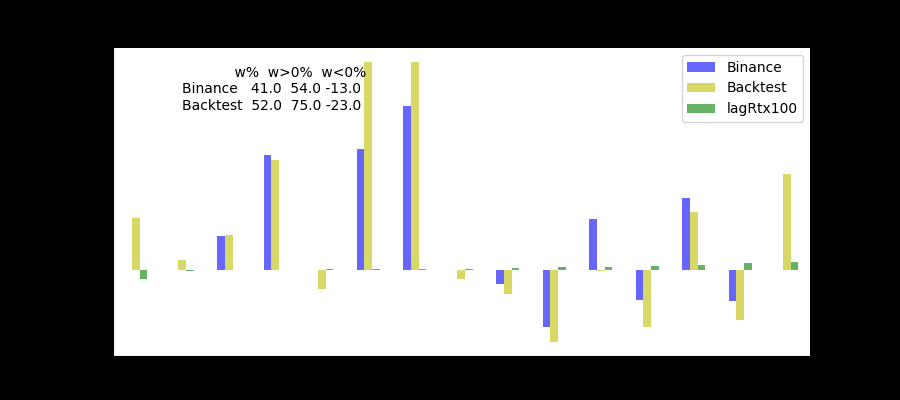 w% w>0% w<0%
Binance 41.0 54.0 -13.0
Backtest 52.0 75.0 -23.0
Binance
Backtest
lagRtx100